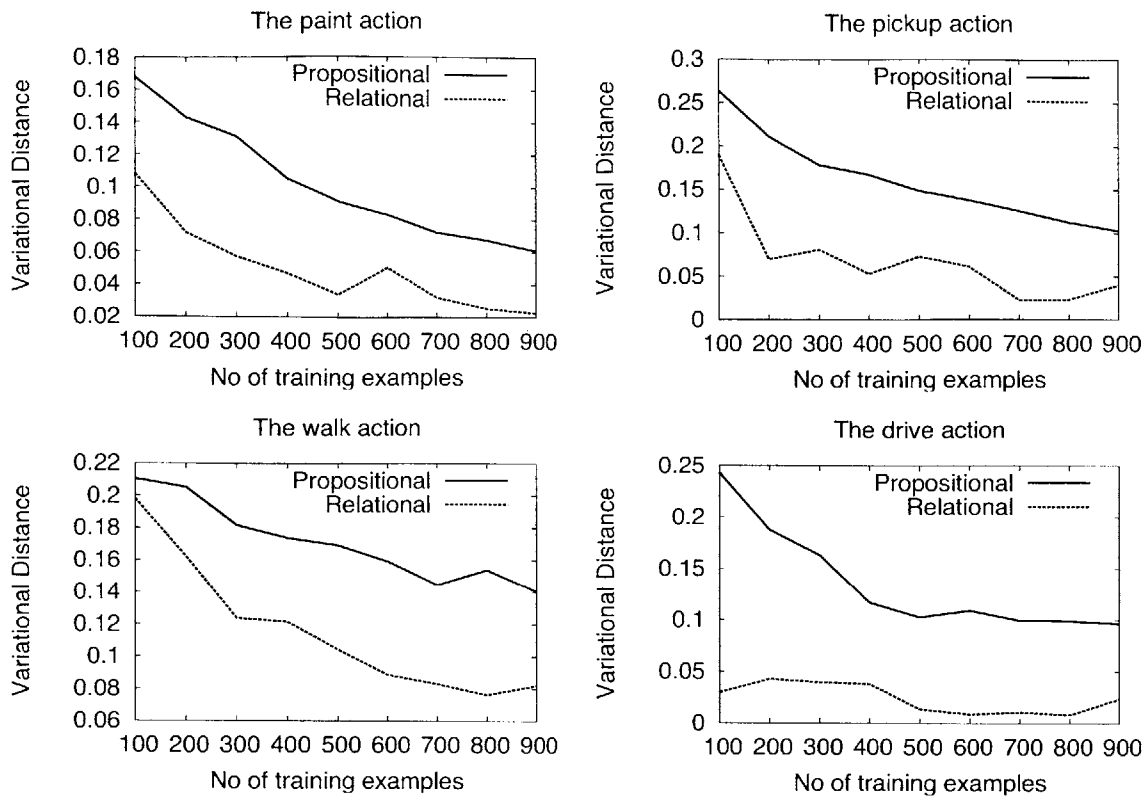 The paint action
Variational Distance
0.18
0.16
0.14
0.12
0.1
0.08
0.06
0.04
0.02
Propositional
Relational
100 200 300 400 500 600 700 800 900
No of training examples
The pickup action
Variational Distance
0.3
0.25
0.2
0.15
0.1
0.05
0
Propositional
Relational
100 200 300 400 500 600 700 800 900
No of training examples
The walk action
Variational Distance
0.22
0.2
0.18
0.16
0.14
0.12
0.1
0.08
0.06
Propositional
Relational
100 200 300 400 500 600 700 800 900
No of training examples
The drive action
Variational Distance
0.25
0.2
0.15
0.1
0.05
0
Propositional
Relational
100 200 300 400 500 600 700 800 900
No of training examples